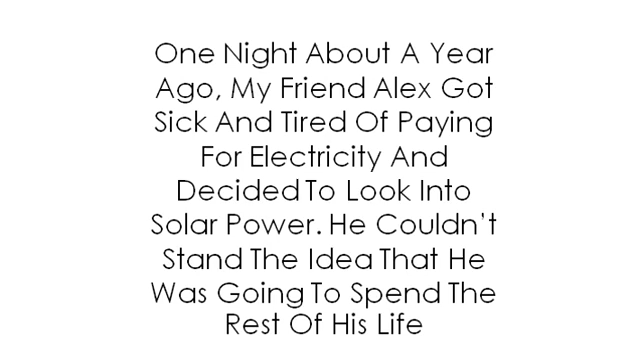 One Night About A Year
Ago, My Friend Alex Got
Sick And Tired Of Paying
For Electricity And
Decided To Look Into
Solar Power. He Couldn't
Stand The Idea That He
Was Going To Spend The
Rest Of His Life